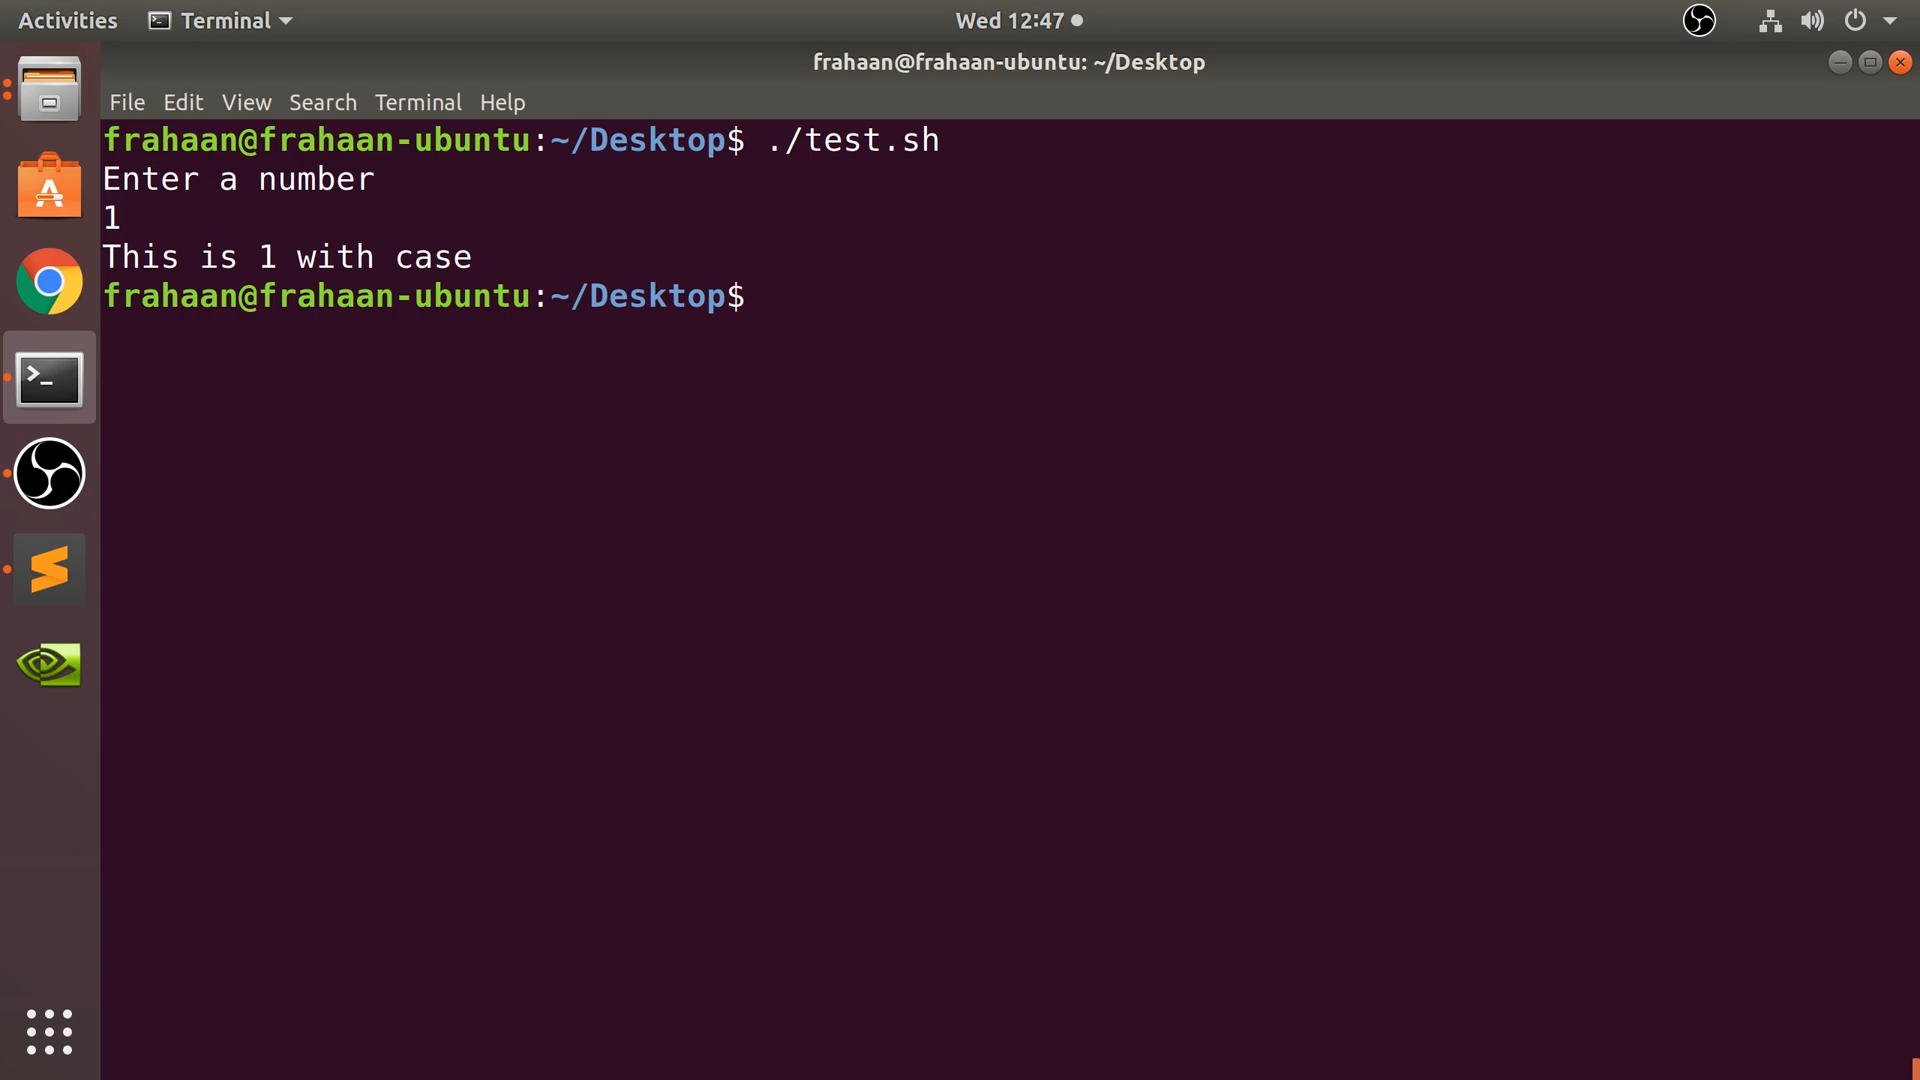 Activities Terminal Wed 12:47
frahaan@frahaan-ubuntu: ~/Desktop
File Edit View Search Terminal Help
frahaan@frahaan-ubuntu:~/Desktop$ ./test.sh
Enter a number
1
This is 1 with case
frahaan@frahaan-ubuntu:~/Desktop$